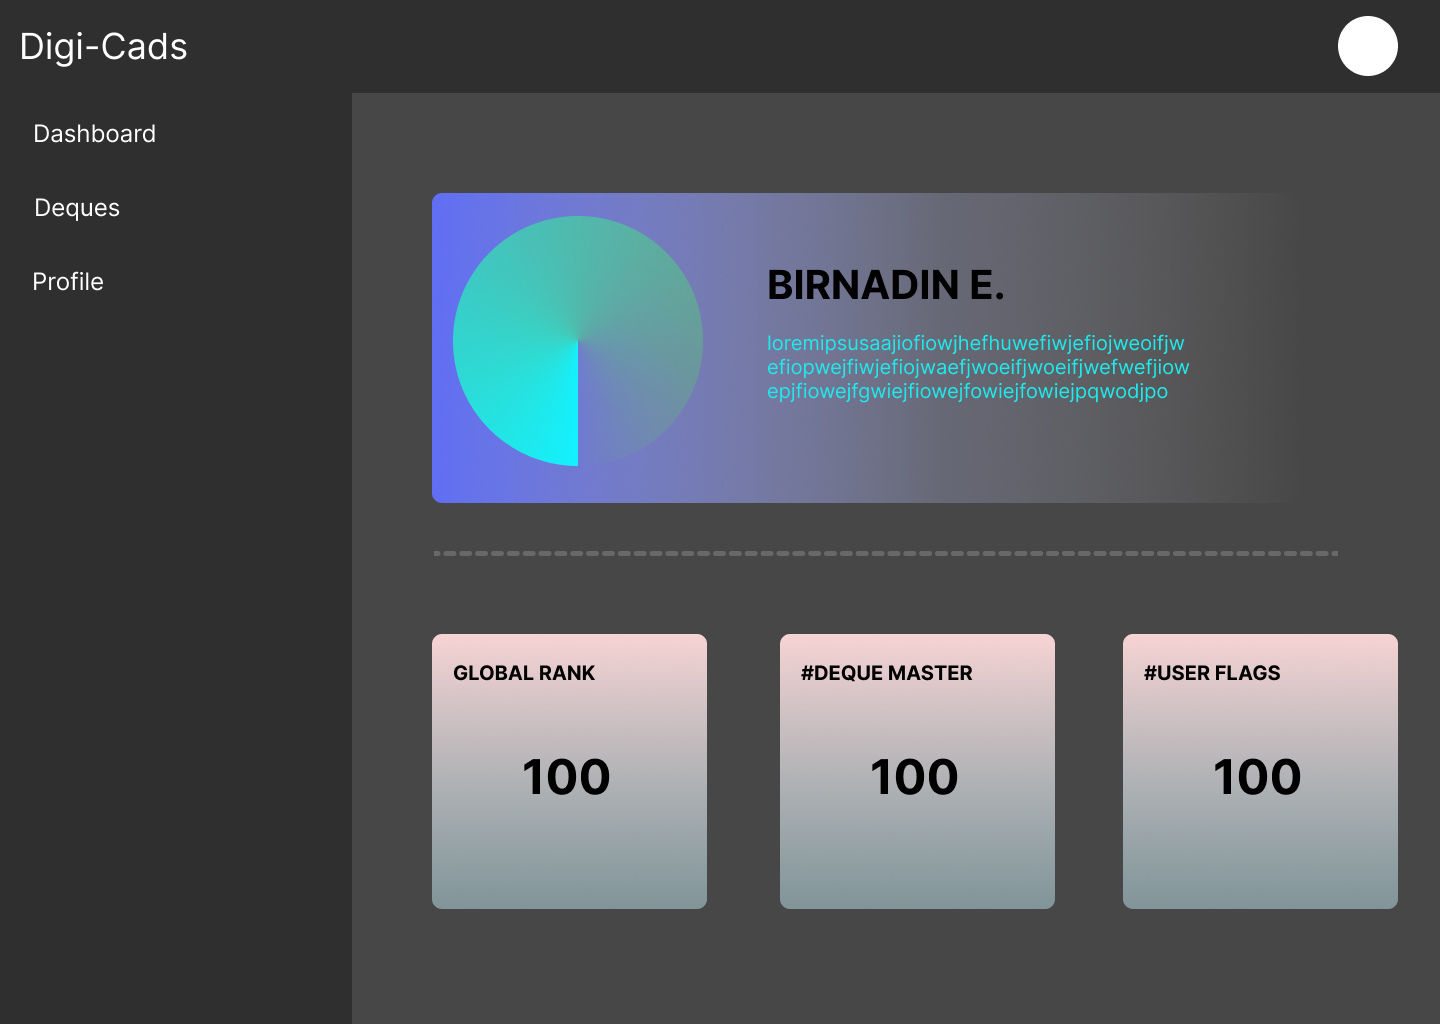 Digi-Cads
Dashboard
Deques
Profile
BIRNADIN E.
loremipsusaajiofiowjhefhuwefiwjefiojweoifjw
efiopwejfiwjefiojwaefjwoeifjwoeifjwefwefjiow
epjfiowejfgwiejfiowejfowiejfowiejpqwodjpo
GLOBAL RANK
100
#DEQUE MASTER
100
#USER FLAGS
100